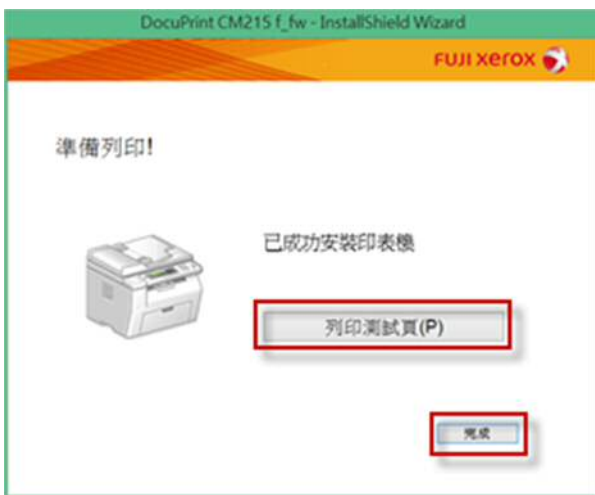 DocuPrint CM215 f_fw - InstallShield Wizard
FUJI xerox
準備列印!
已成功安裝印表機
列印測試頁(P)
完成